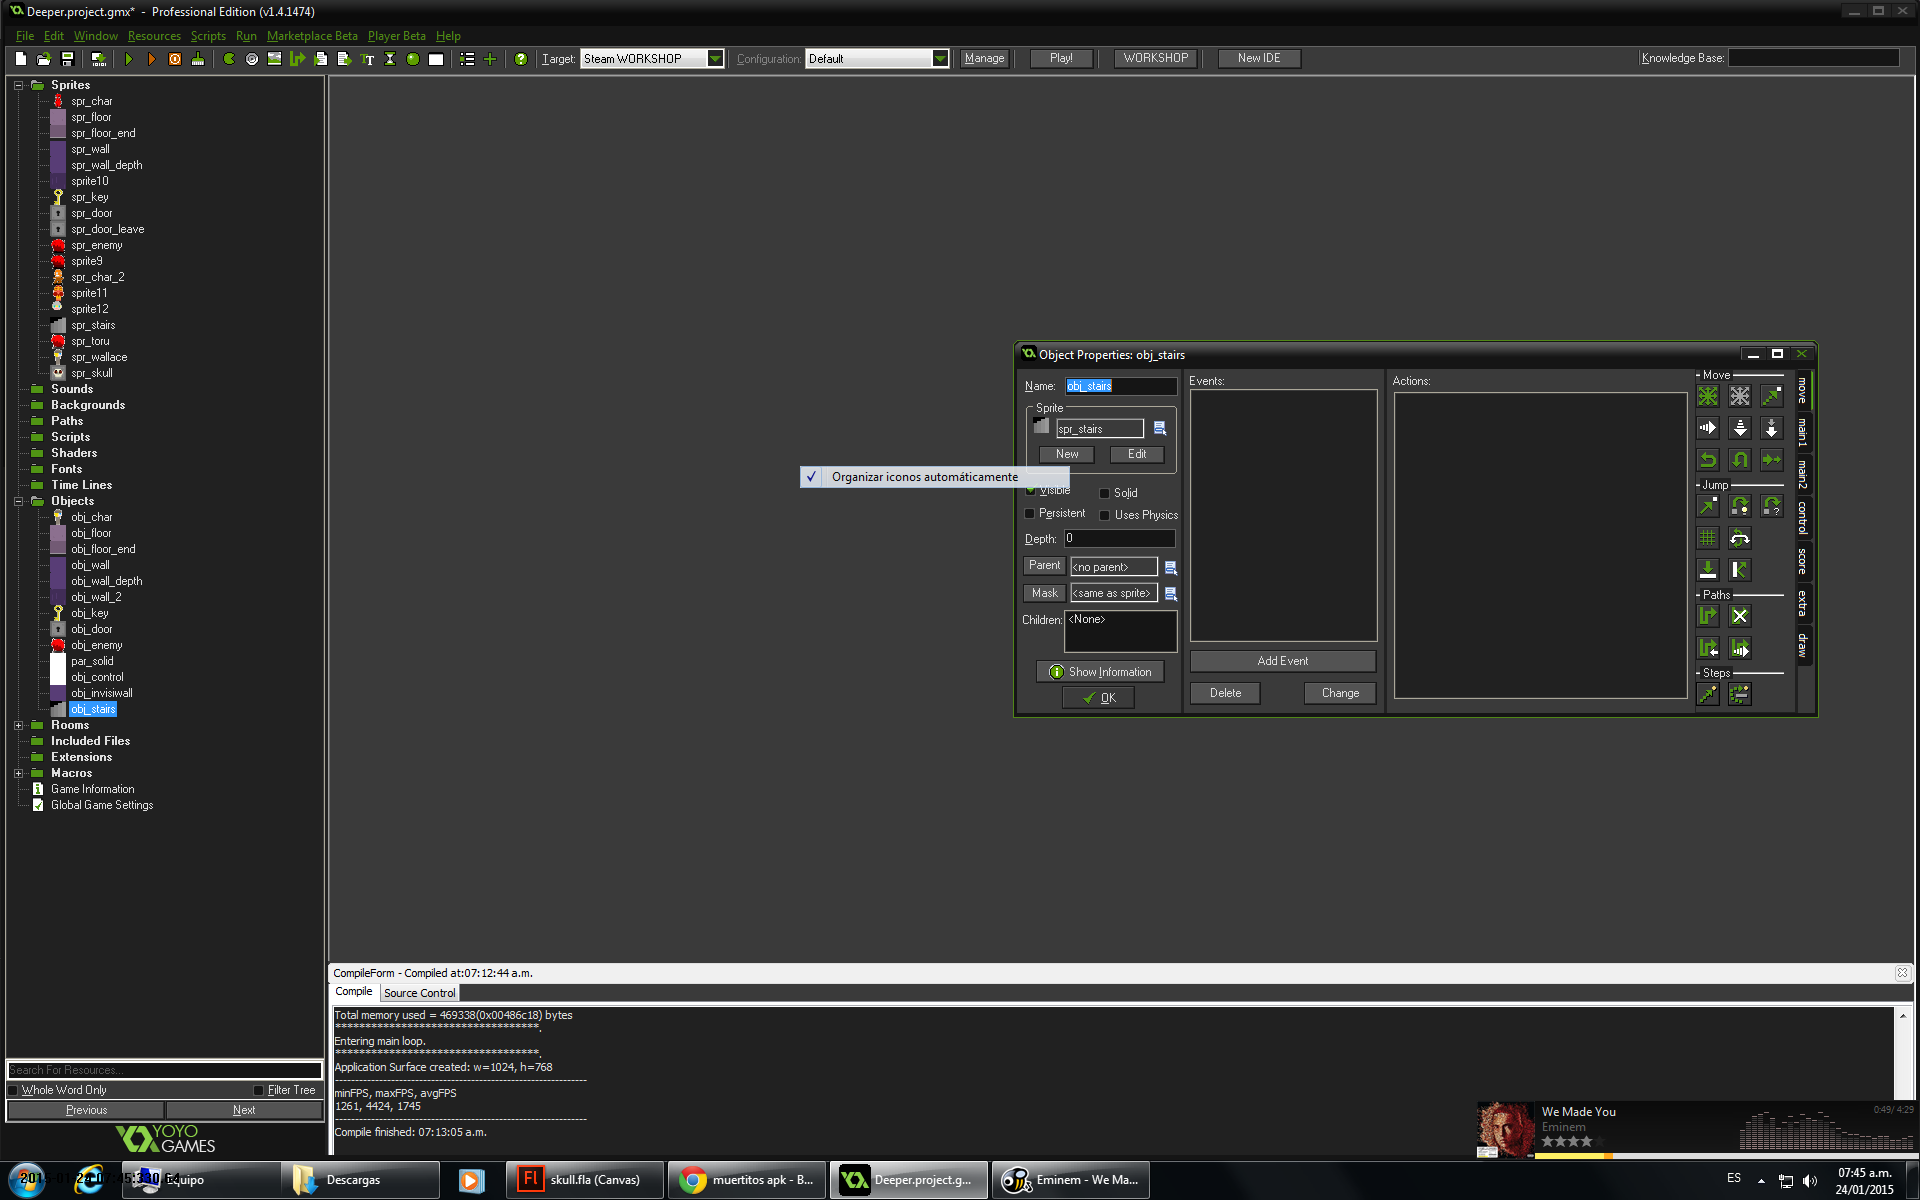 Deeper.project.gmx* - Professional Edition (v1.4.1474)
File Edit Window Resources Scripts Run Marketplace Beta Player Beta Help
Target: Steam WORKSHOP Configuration: Default Manage Play! WORKSHOP New IDE Knowledge Base:
Sprites
spr_char
spr_floor
spr_floor_end
spr_wall
spr_wall_depth
sprite10
spr_key
spr_door
spr_door_leave
spr_enemy
sprite9
spr_char_2
sprite11
sprite12
spr_stairs
spr_toru
spr_wallace
spr_skull
Sounds
Backgrounds
Paths
Scripts
Shaders
Fonts
Time Lines
Objects
obj_char
obj_floor
obj_floor_end
obj_wall
obj_wall_depth
obj_wall_2
obj_key
obj_door
obj_enemy
par_solid
obj_control
obj_invisiwall
obj_stairs
Rooms
Included Files
Extensions
Macros
Game Information
Global Game Settings
Search For Resources...
Whole Word Only Filter Tree
Previous Next
YOYO
GAMES
Object Properties: obj_stairs
Name: obj_stairs
Sprite
spr_stairs
New Edit
Organizar iconos automáticamente
Visible Solid
Persistent Uses Physics
Depth: 0
Parent <no parent>
Mask <same as sprite>
Children: <None>
Show Information
OK
Events:
Add Event
Delete Change
Actions:
Move
Jump
Paths
Steps
move
main1
main2
control
score
extra
draw
CompileForm - Compiled at:07:12:44 a.m.
Compile Source Control
Total memory used = 469338(0x00486c18) bytes
**********************************.
Entering main loop.
**********************************.
Application Surface created: w=1024, h=768
minFPS, maxFPS, avgFPS
1261, 4424, 1745
Compile finished: 07:13:05 a.m.
We Made You
Eminem
0:49/ 4:29
Equipo
Descargas
skull.fla (Canvas)
muertitos apk - B...
Deeper.project.g...
Eminem - We Ma...
ES
07:45 a.m.
24/01/2015